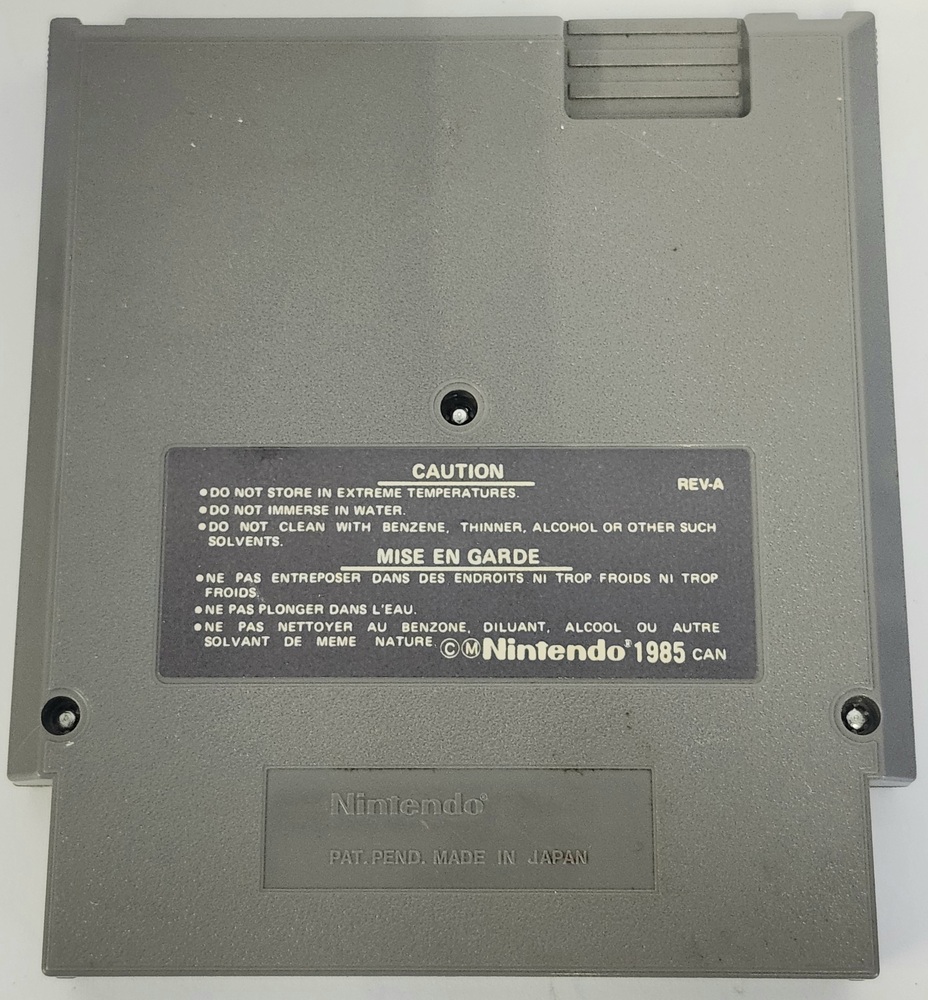 CAUTION
REV-A
●DO NOT STORE IN EXTREME TEMPERATURES.
●DO NOT IMMERSE IN WATER.
●DO NOT CLEAN WITH BENZENE, THINNER, ALCOHOL OR OTHER SUCH
SOLVENTS.
MISE EN GARDE
●NE PAS ENTREPOSER DANS DES ENDROITS NI TROP FROIDS NI TROP
FROIDS.
●NE PAS PLONGER DANS L'EAU.
●NE PAS NETTOYER AU BENZONE, DILUANT, ALCOOL OU AUTRE
SOLVANT DE MEME NATURE.
ⒸⓂNintendo® 1985 CAN
Nintendo®
PAT. PEND. MADE IN JAPAN